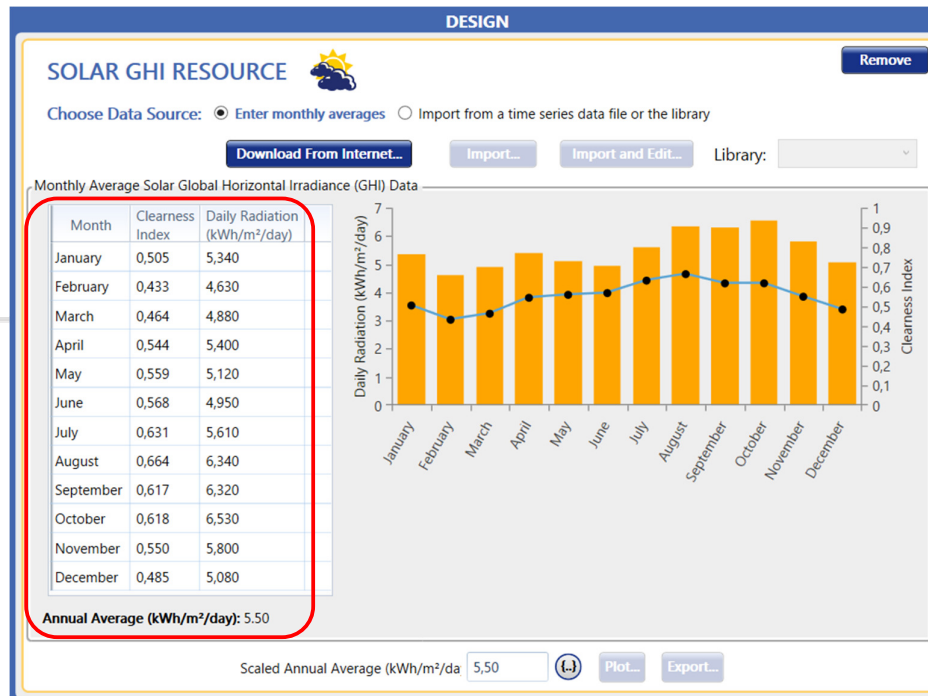 DESIGN
SOLAR GHI RESOURCE
Remove
Choose Data Source: Enter monthly averages Import from a time series data file or the library
Download From Internet... Import... Import and Edit... Library:
Monthly Average Solar Global Horizontal Irradiance (GHI) Data
Month Clearness Index Daily Radiation (kWh/m²/day)
January 0,505 5,340
February 0,433 4,630
March 0,464 4,880
April 0,544 5,400
May 0,559 5,120
June 0,568 4,950
July 0,631 5,610
August 0,664 6,340
September 0,617 6,320
October 0,618 6,530
November 0,550 5,800
December 0,485 5,080
Annual Average (kWh/m²/day): 5.50
Daily Radiation (kWh/m²/day)
7
6
5
4
3
2
1
0
1
0,9
0,8
0,7
0,6
0,5
0,4
0,3
0,2
0,1
0
Clearness Index
January February March April May June July August September October November December
Scaled Annual Average (kWh/m²/da 5,50 {..} Plot... Export...